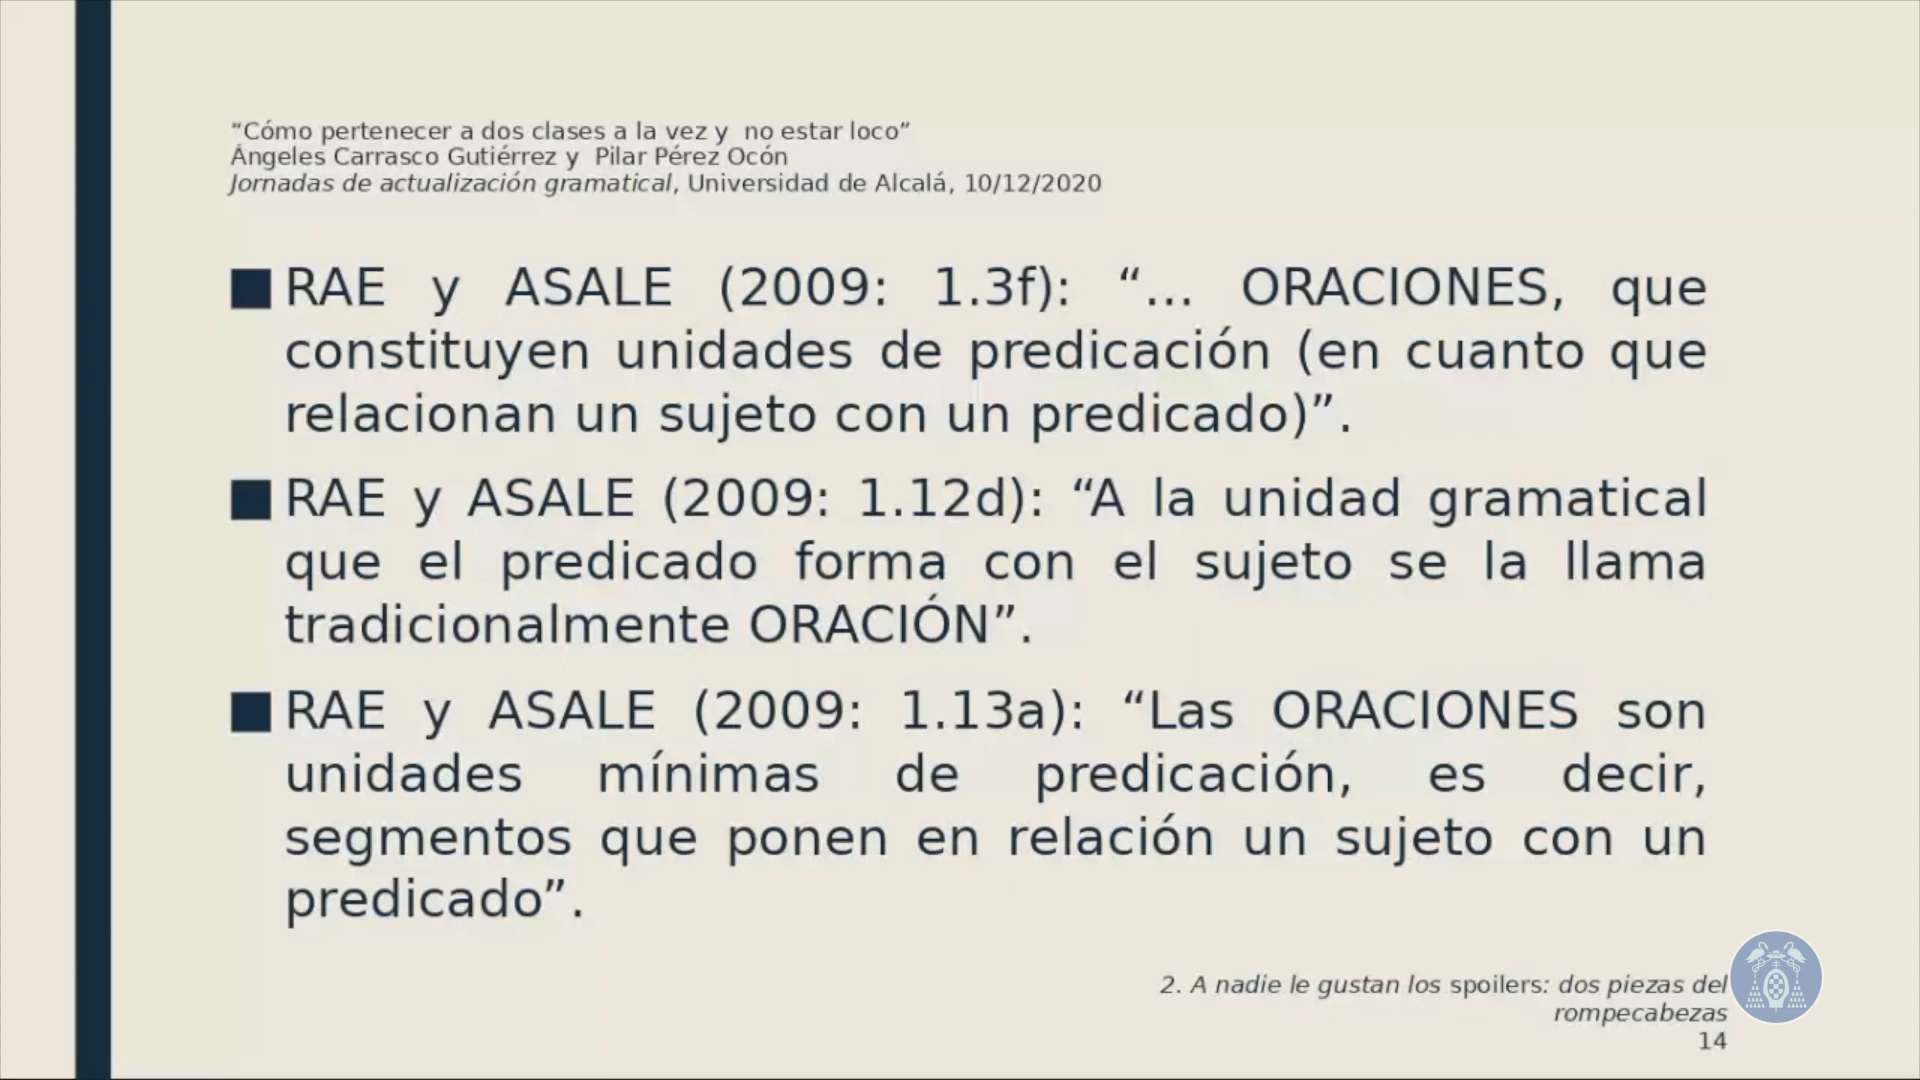 “Cómo pertenecer a dos clases a la vez y  no estar loco”
Ángeles Carrasco Gutiérrez y  Pilar Pérez Ocón
Jornadas de actualización gramatical, Universidad de Alcalá, 10/12/2020
■ RAE y ASALE (2009: 1.3f): “... ORACIONES, que
constituyen unidades de predicación (en cuanto que
relacionan un sujeto con un predicado)”.
■ RAE y ASALE (2009: 1.12d): “A la unidad gramatical
que el predicado forma con el sujeto se la llama
tradicionalmente ORACIÓN”.
■ RAE y ASALE (2009: 1.13a): “Las ORACIONES son
unidades mínimas de predicación, es decir,
segmentos que ponen en relación un sujeto con un
predicado”.
2. A nadie le gustan los spoilers: dos piezas del
rompecabezas
14